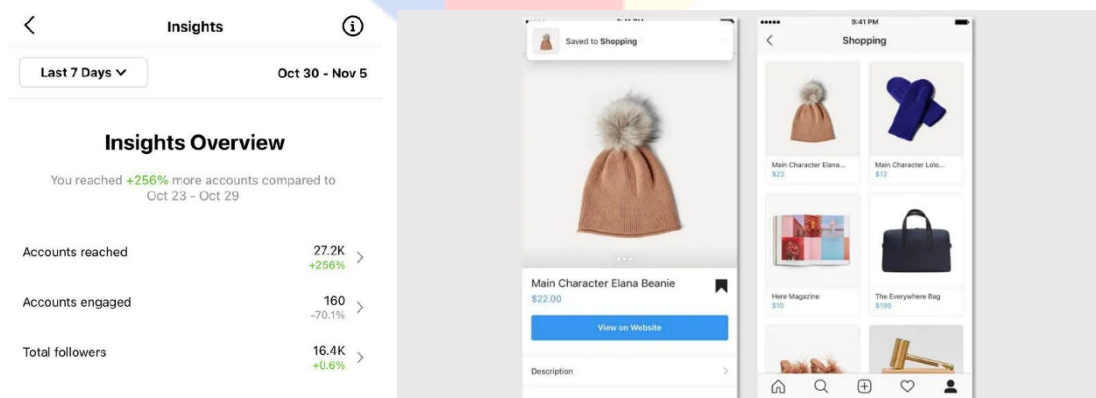 Insights
Last 7 Days
Oct 30 - Nov 5
Insights Overview
You reached +256% more accounts compared to
Oct 23 - Oct 29
Accounts reached
27.2K
+256%
Accounts engaged
160
-70.1%
Total followers
16.4K
+0.6%
Saved to Shopping
Main Character Elana Beanie
$22.00
View on Website
Description
9:41 PM
Shopping
Main Character Elana...
$22
Main Character Lolo...
$12
Here Magazine
$10
The Everywhere Bag
$195